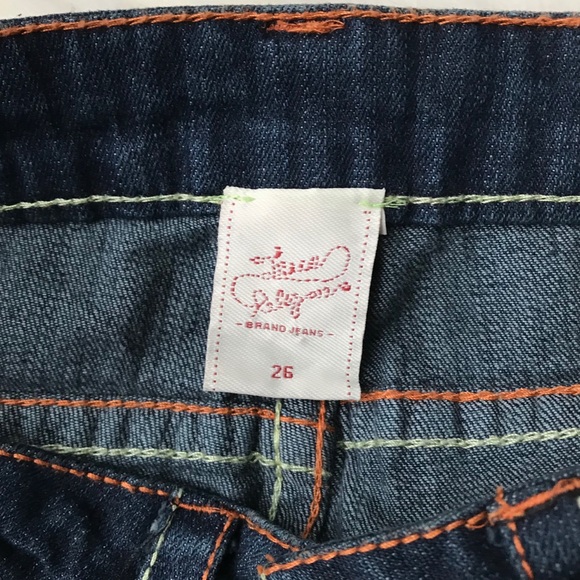 True
Religion
- BRAND JEANS -
26